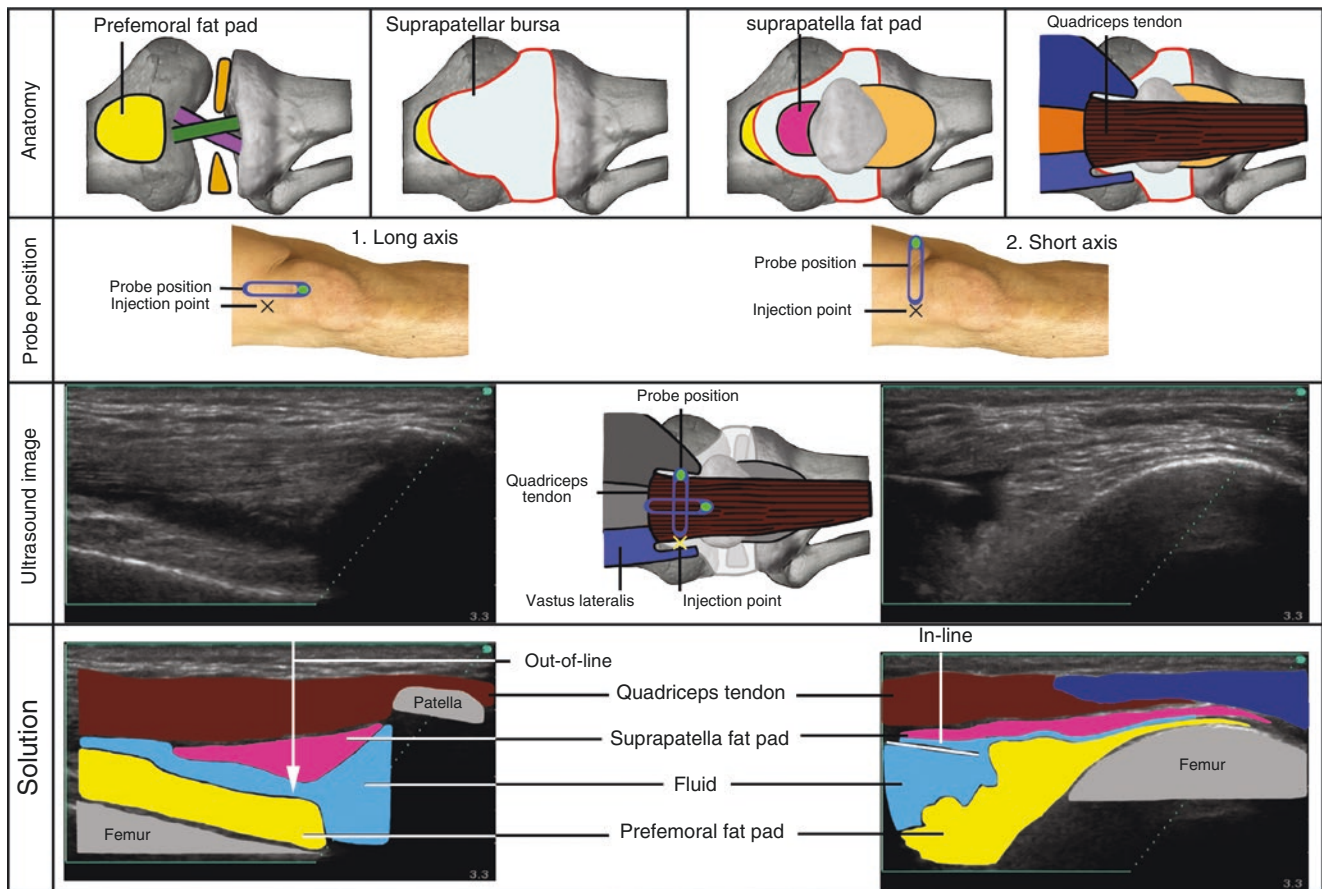 Anatomy
Prefemoral fat pad
Suprapatellar bursa
suprapatella fat pad
Quadriceps tendon
Probe position
1. Long axis
Probe position
Injection point
2. Short axis
Probe position
Injection point
Ultrasound image
3.3
Probe position
Quadriceps
tendon
Vastus lateralis
Injection point
3.3
Solution
In-line
Out-of-line
Quadriceps tendon
Patella
Suprapatella fat pad
Fluid
Femur
Femur
Prefemoral fat pad
3.3
3.3